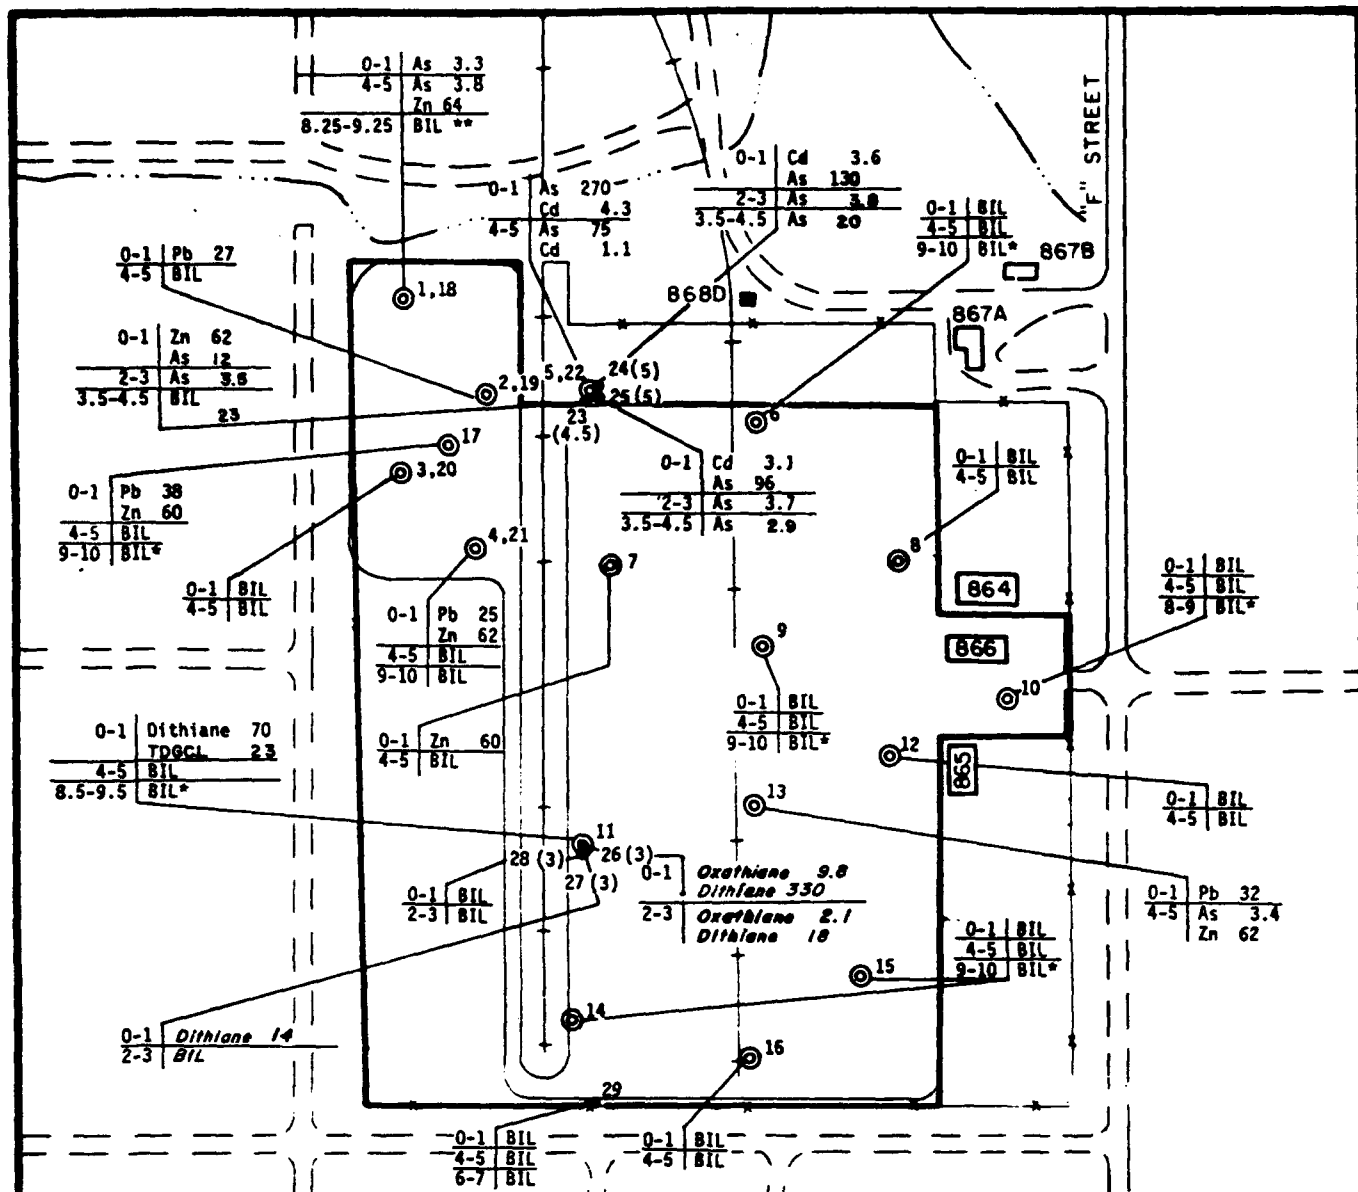 0-1 As 3.3
4-5 As 3.8
Zn 64
8.25-9.25 BIL **
"F" STREET
0-1 Cd 3.6
As 130
2-3 As 3.8
3.5-4.5 As 20
0-1 As 270
Cd 4.3
4-5 As 75
Cd 1.1
0-1 BIL
4-5 BIL
9-10 BIL*
867B
0-1 Pb 27
4-5 BIL
1,18
868D
867A
0-1 Zn 62
As 12
2-3 As
3.5-4.5 BIL
23
2,19
5,22
24(5)
25(5)
23
(4.5)
6
17
3,20
0-1 Cd 3.1
As 96
2-3 As 3.7
3.5-4.5 As 2.9
0-1 BIL
4-5 BIL
0-1 Pb 38
Zn 60
4-5 BIL
9-10 BIL*
4,21
7
8
0-1 BIL
4-5 BIL
864
0-1 BIL
4-5 BIL
8-9 BIL*
0-1 Pb 25
Zn 62
4-5 BIL
9-10 BIL
9
866
10
0-1 BIL
4-5 BIL
9-10 BIL*
0-1 Dithiane 70
TDGCL 23
4-5 BIL
8.5-9.5 BIL*
0-1 Zn 60
4-5 BIL
12
865
13
0-1 BIL
4-5 BIL
11
28 (3)
26 (3)
27 (3)
0-1 Oxathiane 9.8
Dithiane 330
2-3 Oxathiane 2.1
Dithiane 18
0-1 BIL
2-3 BIL
0-1 Pb 32
4-5 As 3.4
Zn 62
0-1 BIL
4-5 BIL
9-10 BIL*
15
14
0-1 Dithiane 14
2-3 BIL
16
29
0-1 BIL
4-5 BIL
6-7 BIL
0-1 BIL
4-5 BIL